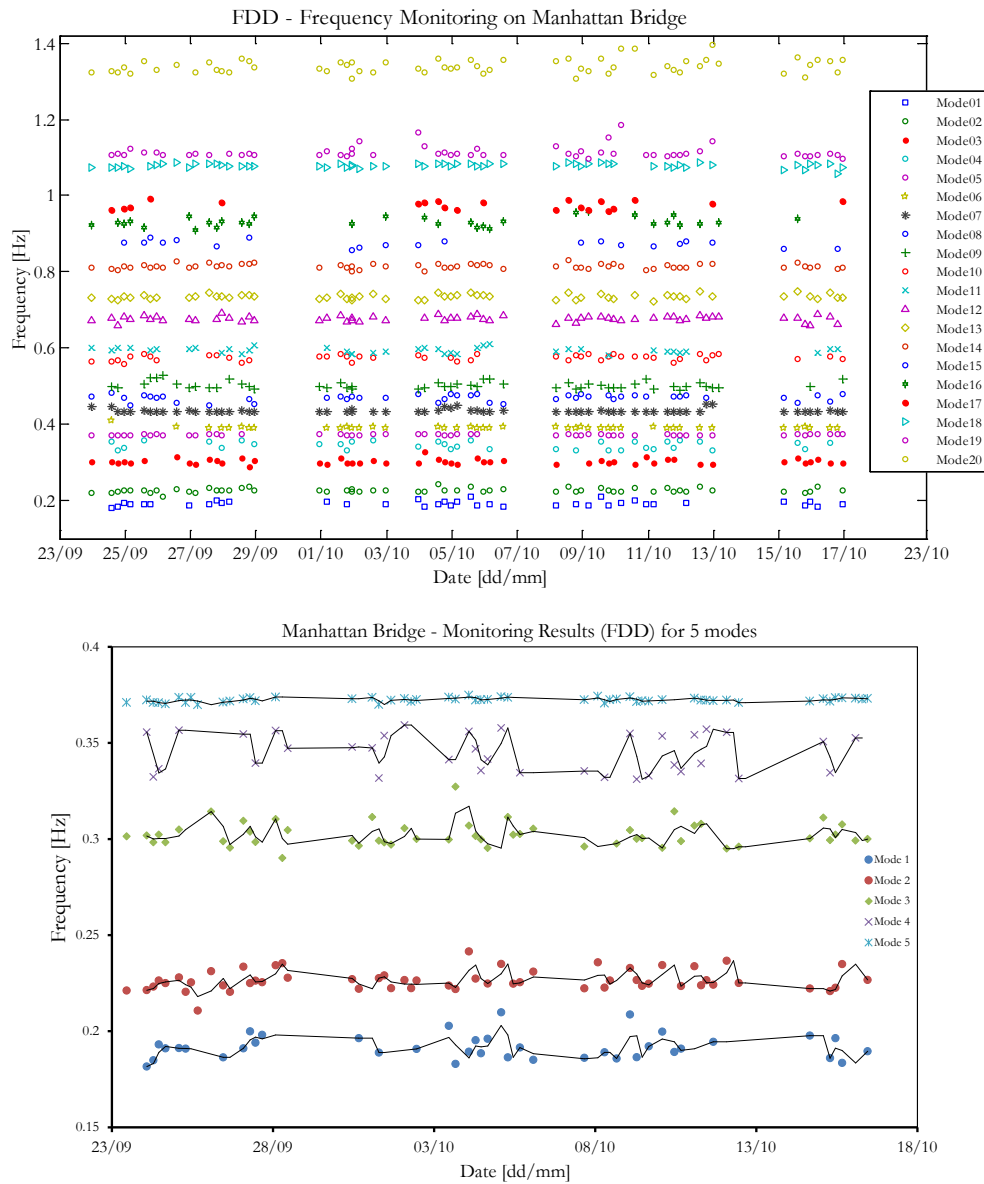 FDD - Frequency Monitoring on Manhattan Bridge
1.4
1.2
1
0.8
0.6
0.4
0.2
Frequency [Hz]
23/09 25/09 27/09 29/09 01/10 03/10 05/10 07/10 09/10 11/10 13/10 15/10 17/10 23/10
Date [dd/mm]
Mode01
Mode02
Mode03
Mode04
Mode05
Mode06
Mode07
Mode08
Mode09
Mode10
Mode11
Mode12
Mode13
Mode14
Mode15
Mode16
Mode17
Mode18
Mode19
Mode20
Manhattan Bridge - Monitoring Results (FDD) for 5 modes
0.4
0.35
0.3
0.25
0.2
0.15
Frequency [Hz]
23/09 28/09 03/10 08/10 13/10 18/10
Date [dd/mm]
Mode 1
Mode 2
Mode 3
Mode 4
Mode 5